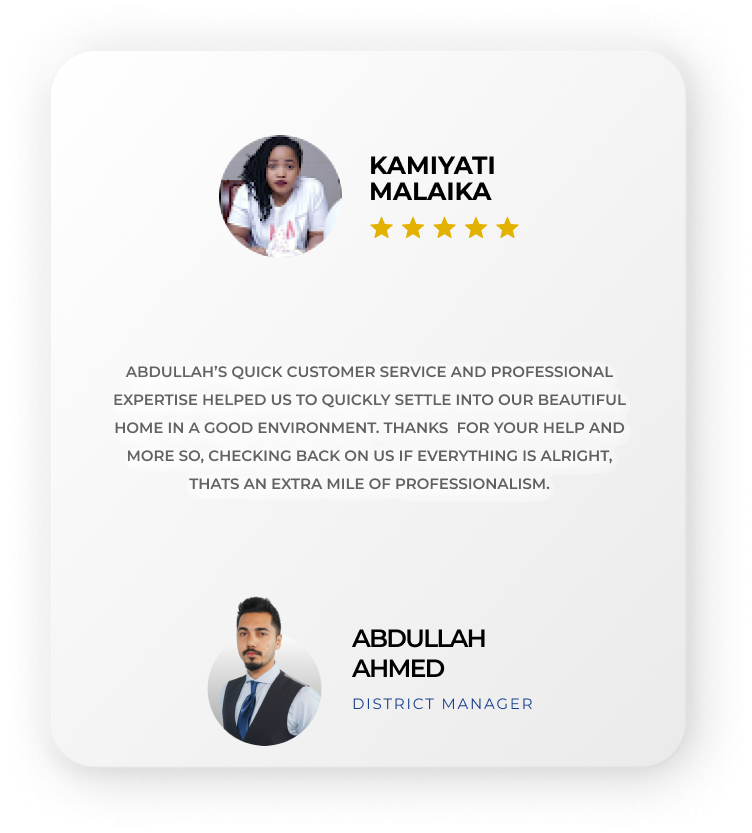 KAMIYATI
MALAIKA
ABDULLAH’S QUICK CUSTOMER SERVICE AND PROFESSIONAL
EXPERTISE HELPED US TO QUICKLY SETTLE INTO OUR BEAUTIFUL
HOME IN A GOOD ENVIRONMENT. THANKS  FOR YOUR HELP AND
MORE SO, CHECKING BACK ON US IF EVERYTHING IS ALRIGHT,
THATS AN EXTRA MILE OF PROFESSIONALISM.
ABDULLAH
AHMED
DISTRICT MANAGER